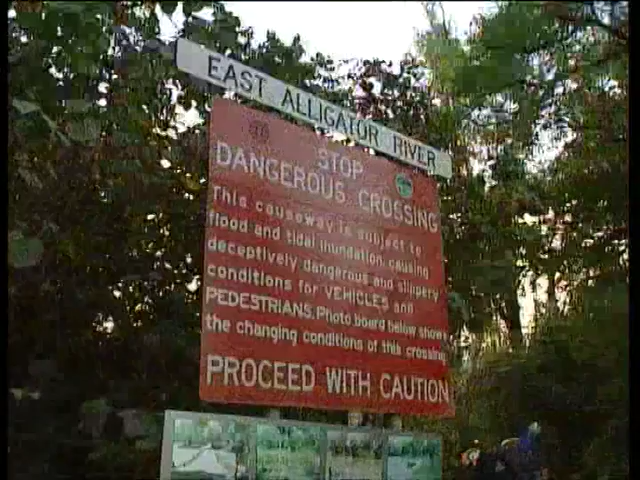 EAST ALLIGATOR RIVER
STOP
DANGEROUS CROSSING
This causeway is subject to
flood and tidal inundation, causing
deceptively dangerous and slippery
conditions for VEHICLES and
PEDESTRIANS. Photo board below shows
the changing conditions of this crossing
PROCEED WITH CAUTION